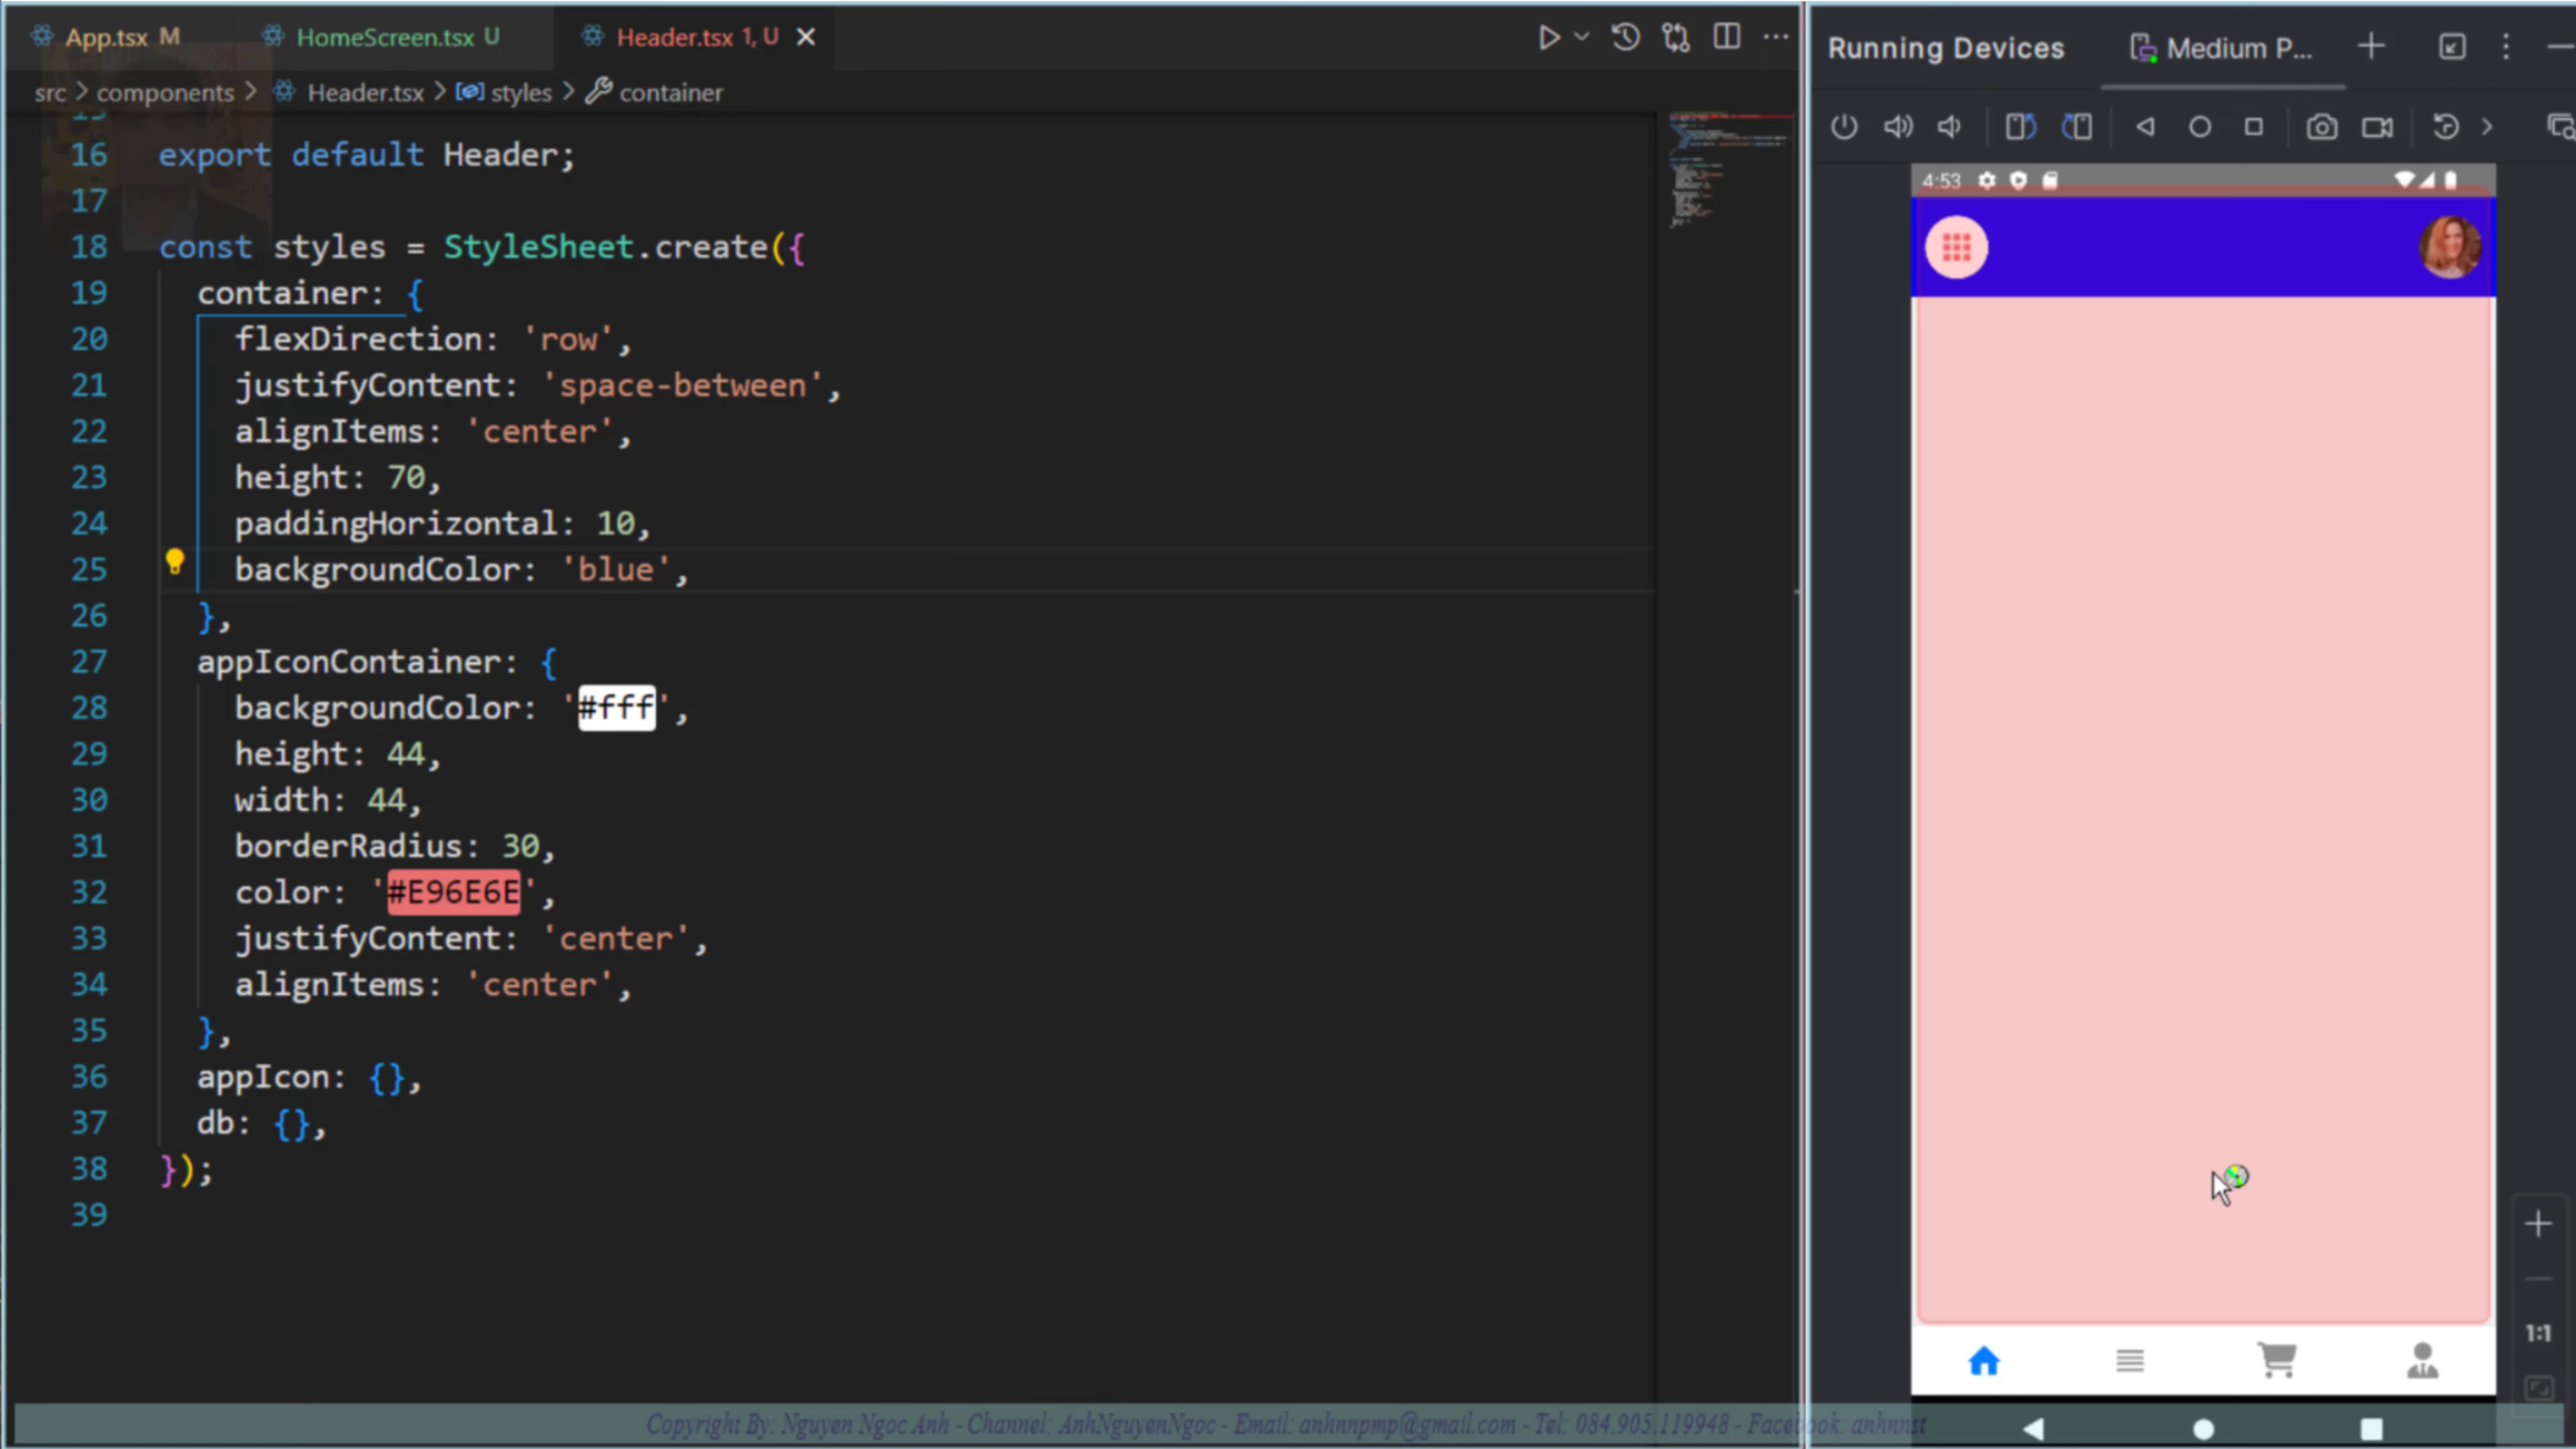 App.tsx M
HomeScreen.tsx U
Header.tsx 1, U
src > components > Header.tsx > styles > container
15
16 export default Header;
17
18 const styles = StyleSheet.create({
19 container: {
20 flexDirection: 'row',
21 justifyContent: 'space-between',
22 alignItems: 'center',
23 height: 70,
24 paddingHorizontal: 10,
25 backgroundColor: 'blue',
26 },
27 appIconContainer: {
28 backgroundColor: '#fff',
29 height: 44,
30 width: 44,
31 borderRadius: 30,
32 color: '#E96E6E',
33 justifyContent: 'center',
34 alignItems: 'center',
35 },
36 appIcon: {},
37 db: {},
38 });
39
Running Devices
Medium P...
4:53
1:1
Copyright By: Nguyen Ngoc Anh - Channel: AnhNguyenNgoc - Email: anhnnpmp@gmail.com - Tel: 084.905.119948 - Facebook: anhnnst